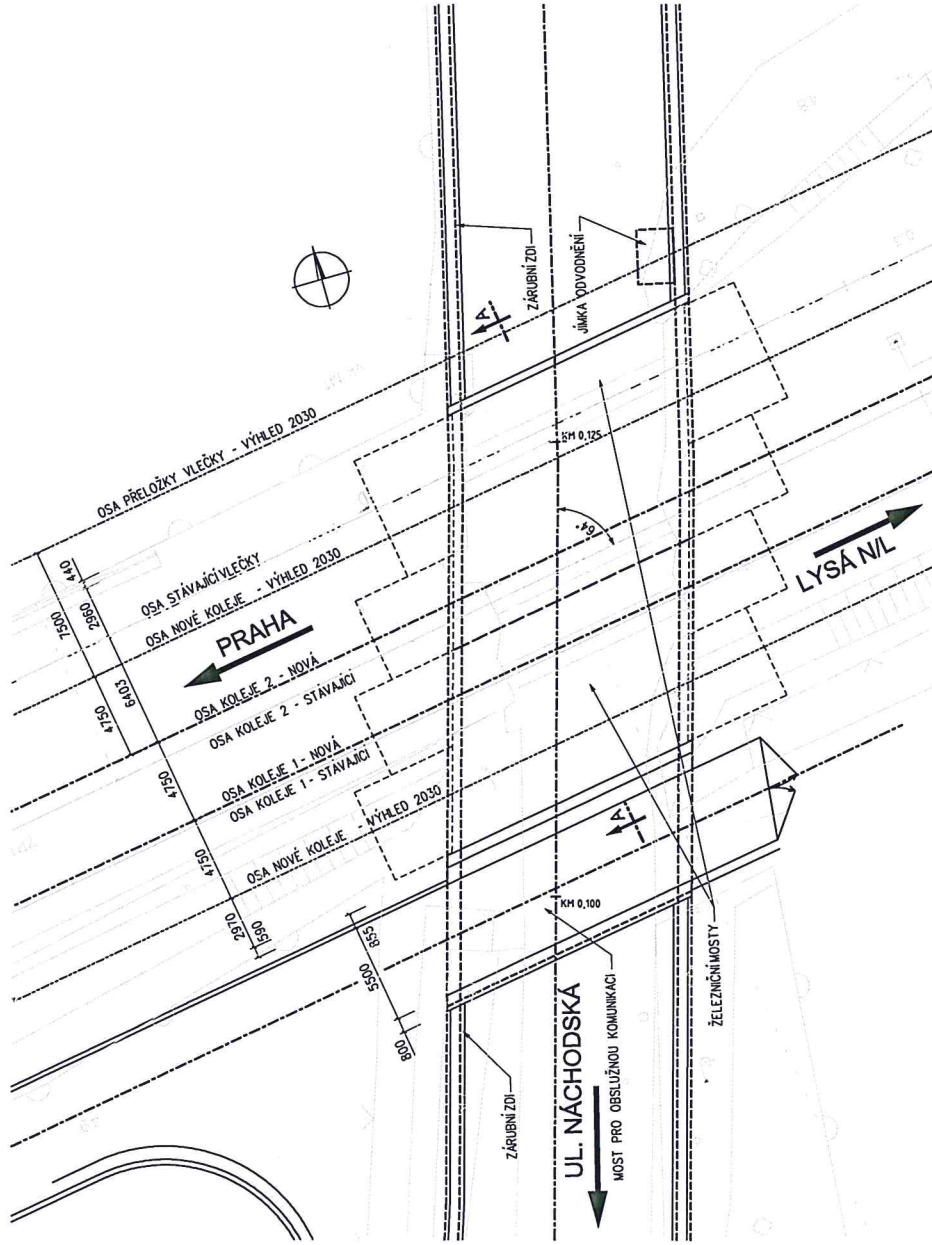 OSA PŘELOŽKY VLEČKY - VÝHLED 2030
OSA STÁVAJÍCÍ VLEČKY
OSA NOVÉ KOLEJE - VÝHLED 2030
PRAHA
OSA KOLEJE 2 - NOVÁ
OSA KOLEJE 2 - STÁVAJÍCÍ
OSA KOLEJE 1 - NOVÁ
OSA KOLEJE 1 - STÁVAJÍCÍ
OSA NOVÉ KOLEJE - VÝHLED 2030
440
7500
2960
4750
6403
4750
4750
2970
1590
855
5500
800
ZÁRUBNÍ ZDI
JÍMKA ODVODNĚNÍ
A
KM 0,125
64°
LYSÁ N/L
A
KM 0,100
ŽELEZNIČNÍ MOSTY
ZÁRUBNÍ ZDI
UL. NÁCHODSKÁ
MOST PRO OBSLUŽNOU KOMUNIKACI